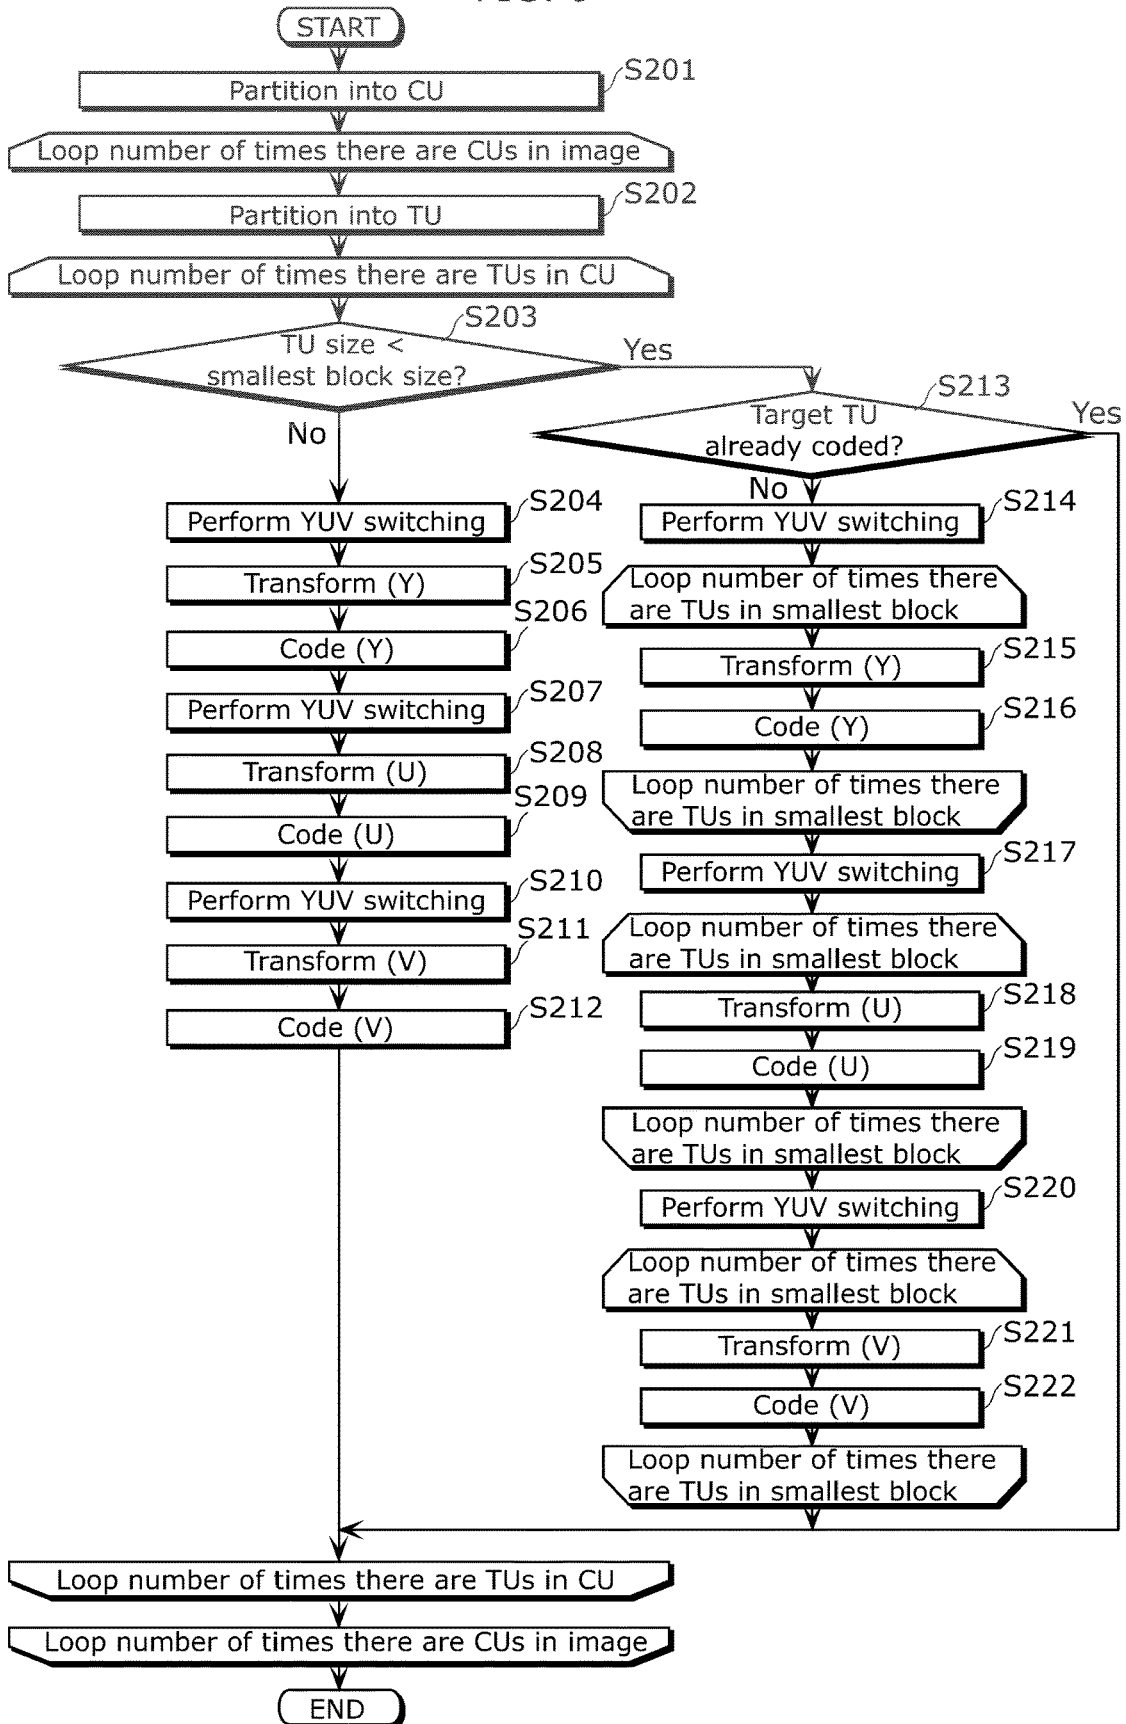 START
S201
Partition into CU
Loop number of times there are CUs in image
S202
Partition into TU
Loop number of times there are TUs in CU
S203
TU size <
smallest block size?
Yes
No
S213
Target TU
already coded?
Yes
No
S204
Perform YUV switching
S205
Transform (Y)
S206
Code (Y)
S207
Perform YUV switching
S208
Transform (U)
S209
Code (U)
S210
Perform YUV switching
S211
Transform (V)
S212
Code (V)
S214
Perform YUV switching
Loop number of times there
are TUs in smallest block
S215
Transform (Y)
S216
Code (Y)
Loop number of times there
are TUs in smallest block
S217
Perform YUV switching
Loop number of times there
are TUs in smallest block
S218
Transform (U)
S219
Code (U)
Loop number of times there
are TUs in smallest block
S220
Perform YUV switching
Loop number of times there
are TUs in smallest block
S221
Transform (V)
S222
Code (V)
Loop number of times there
are TUs in smallest block
Loop number of times there are TUs in CU
Loop number of times there are CUs in image
END